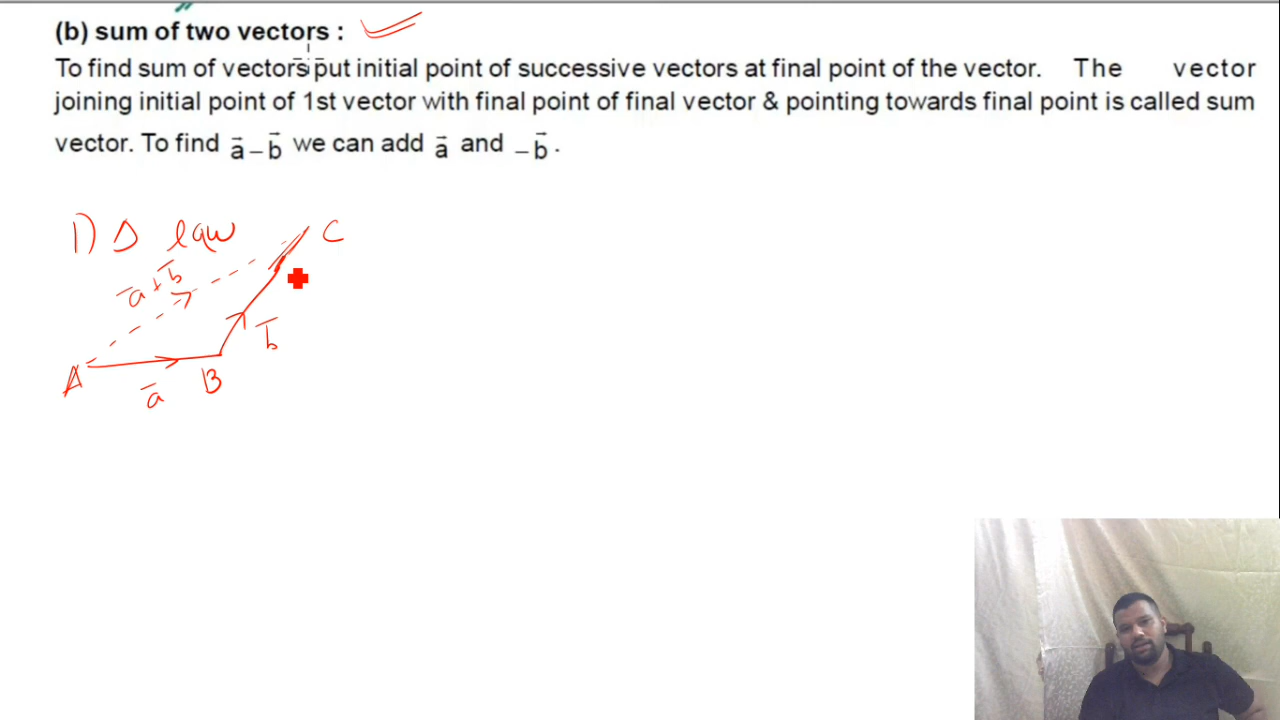 (b) sum of two vectors :
To find sum of vectors put initial point of successive vectors at final point of the vector. The vector
joining initial point of 1st vector with final point of final vector & pointing towards final point is called sum
vector. To find a⃗ – b⃗ we can add a⃗ and – b⃗ .
1) Δ law
C
a̅ + b̅
b̅
A
B
a̅